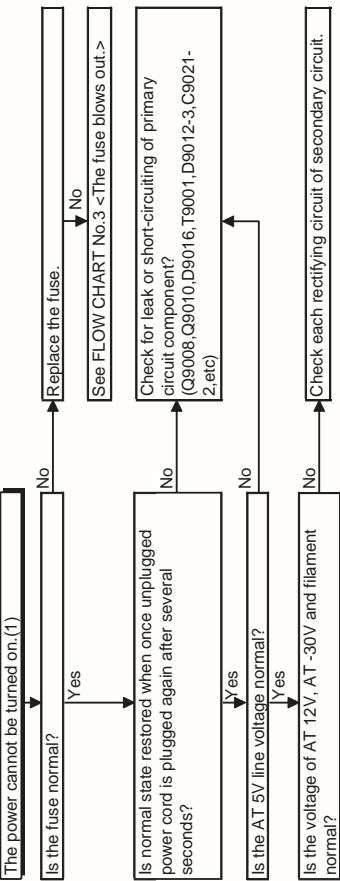 The power cannot be turned on.(1)
Is the fuse normal?
No
Replace the fuse.
No
See FLOW CHART No.3 <The fuse blows out.>
Yes
Is normal state restored when once unplugged
power cord is plugged again after several
seconds?
No
Check for leak or short-circuiting of primary
circuit component?
(Q9008,Q9010,D9016,T9001,D9012-3,C9021-
2,etc)
Yes
Is the AT 5V line voltage normal?
No
Yes
Is the voltage of AT 12V, AT -30V and filament
normal?
No
Check each rectifying circuit of secondary circuit.